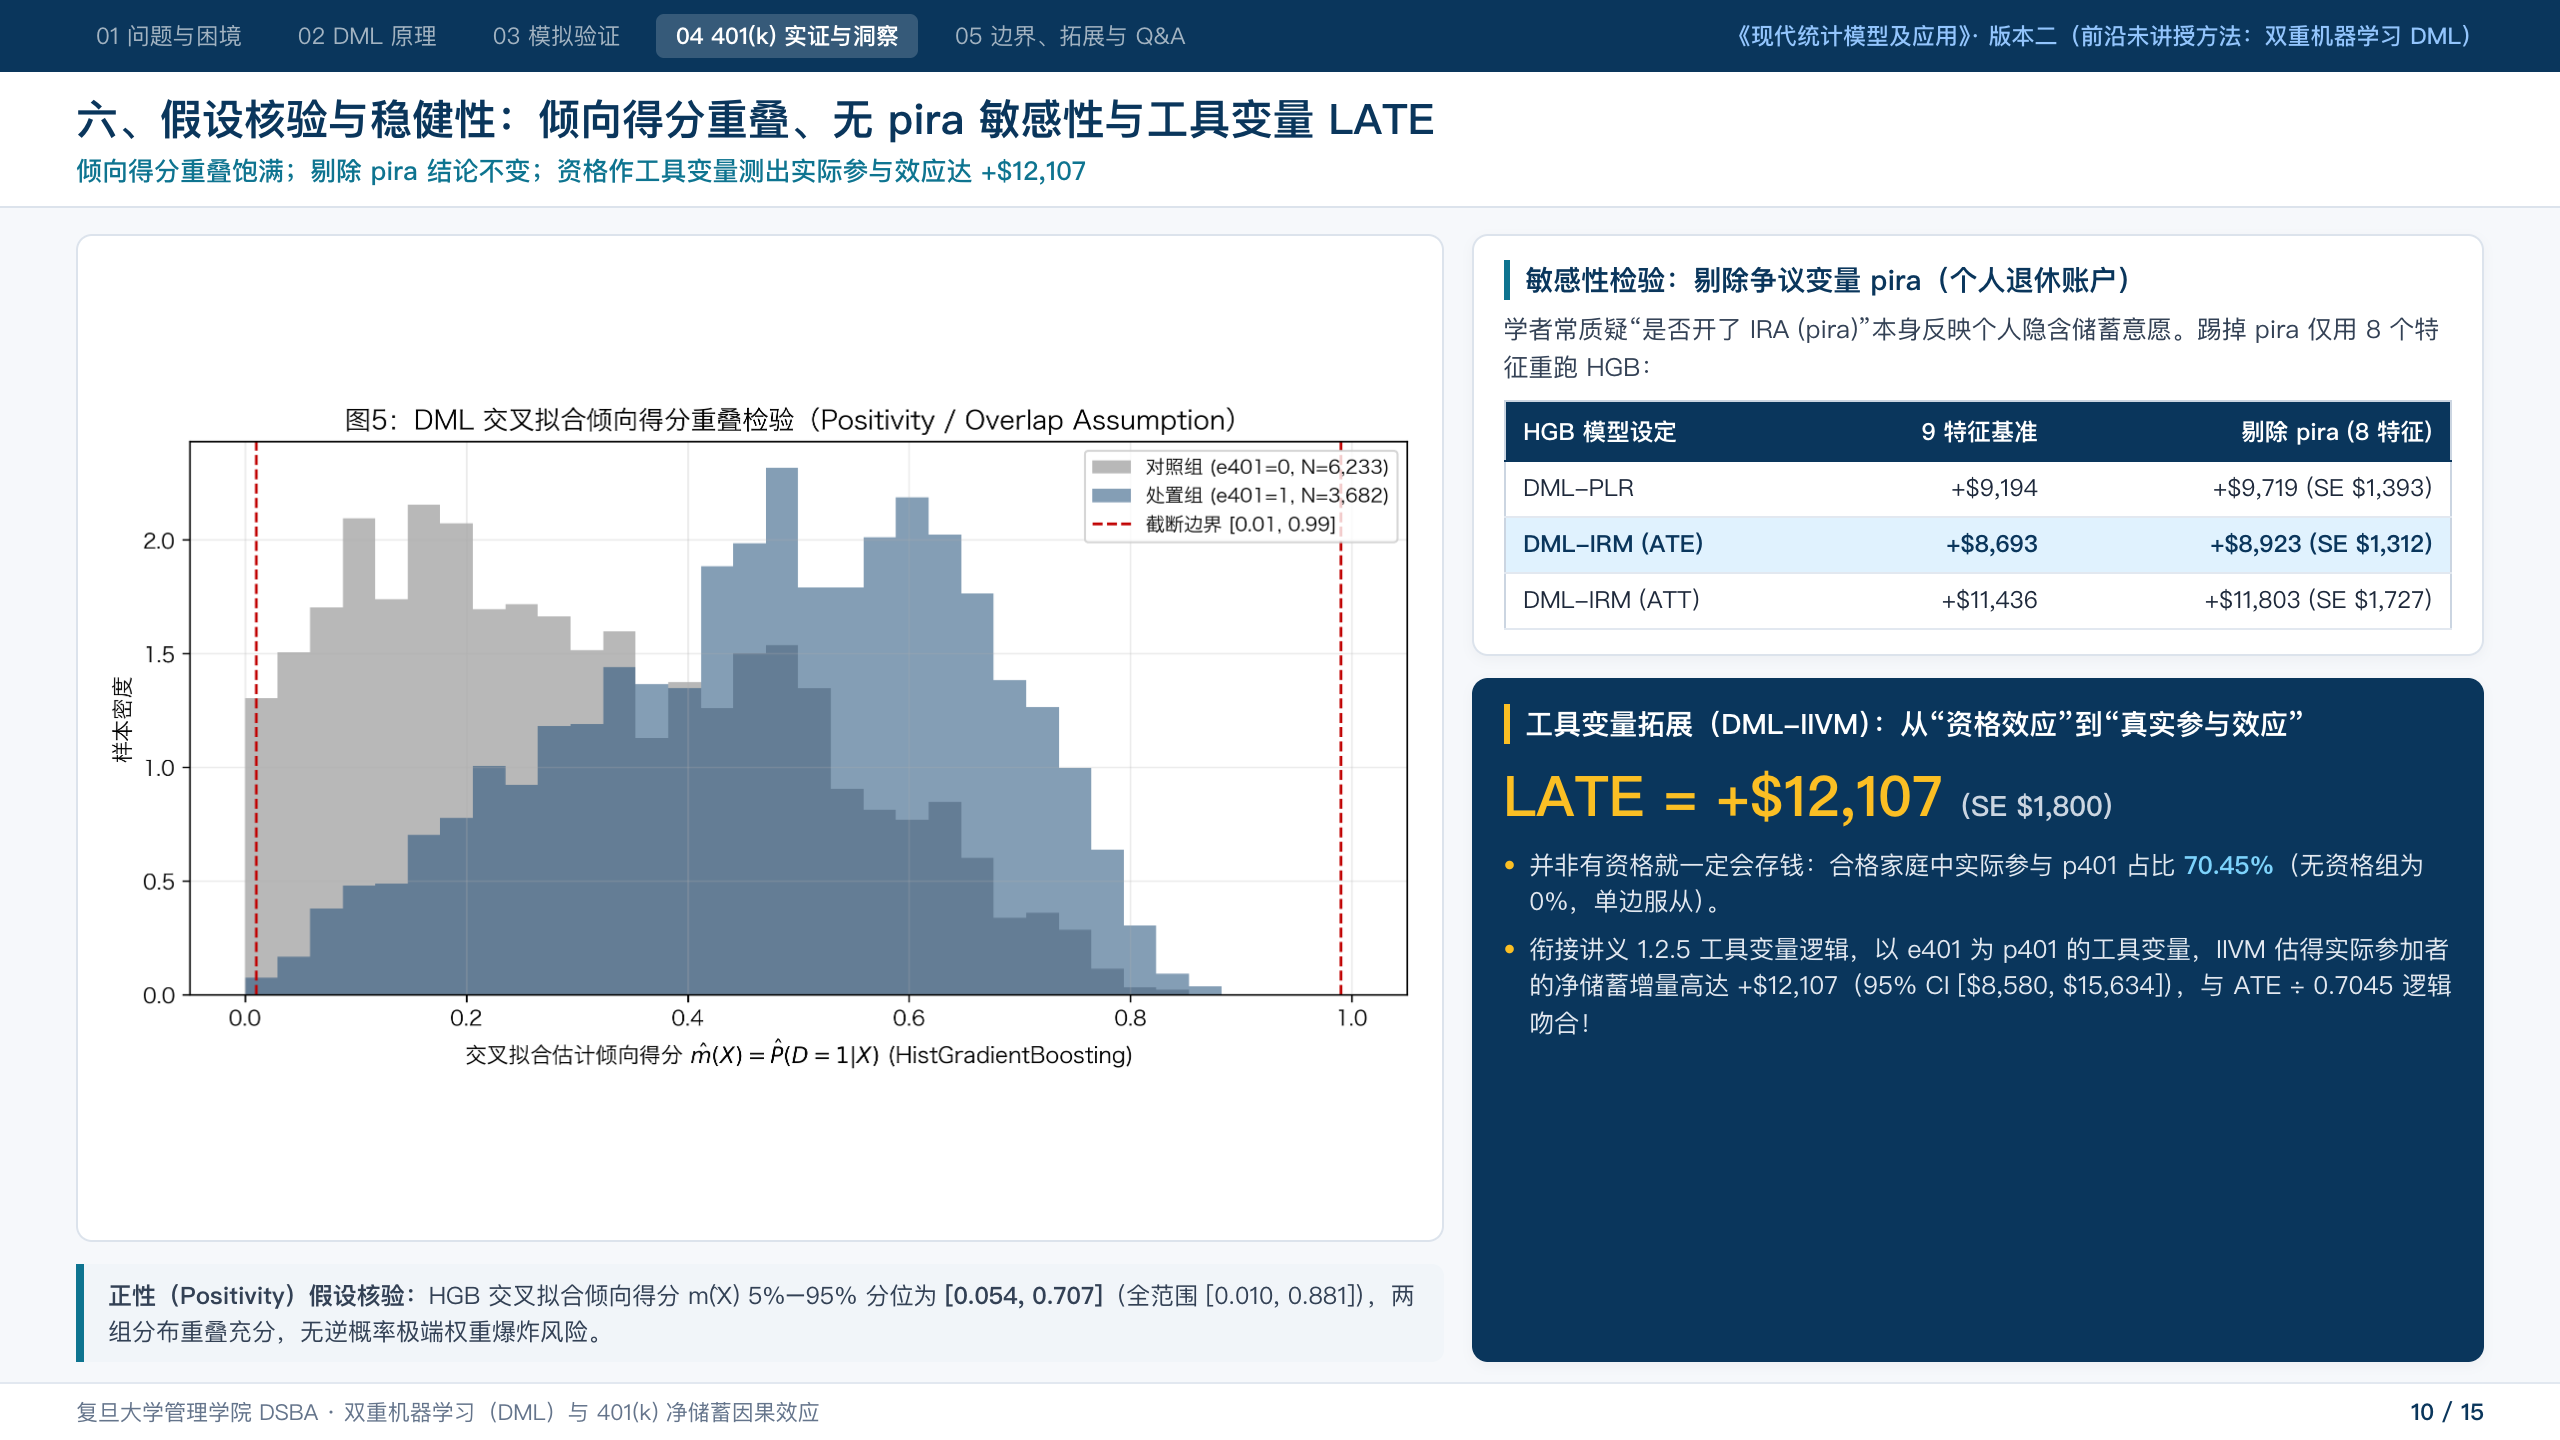 01 问题与困境 02 DML 原理 03 模拟验证 04 401(k) 实证与洞察 05 边界、拓展与 Q&A 《现代统计模型及应用》· 版本二（前沿未讲授方法：双重机器学习 DML）
六、假设核验与稳健性：倾向得分重叠、无 pira 敏感性与工具变量 LATE
倾向得分重叠饱满；剔除 pira 结论不变；资格作工具变量测出实际参与效应达 +$12,107
图5：DML 交叉拟合倾向得分重叠检验（Positivity / Overlap Assumption）
对照组 (e401=0, N=6,233)
处置组 (e401=1, N=3,682)
截断边界 [0.01, 0.99]
样本密度
2.0
1.5
1.0
0.5
0.0
0.0 0.2 0.4 0.6 0.8 1.0
交叉拟合估计倾向得分 m̂(X) = P̂(D = 1|X) (HistGradientBoosting)
正性（Positivity）假设核验：HGB 交叉拟合倾向得分 m(X) 5%–95% 分位为 [0.054, 0.707]（全范围 [0.010, 0.881]），两
组分布重叠充分，无逆概率极端权重爆炸风险。
敏感性检验：剔除争议变量 pira（个人退休账户）
学者常质疑“是否开了 IRA (pira)”本身反映个人隐含储蓄意愿。踢掉 pira 仅用 8 个特
征重跑 HGB：
HGB 模型设定 9 特征基准 剔除 pira (8 特征)
DML–PLR +$9,194 +$9,719 (SE $1,393)
DML–IRM (ATE) +$8,693 +$8,923 (SE $1,312)
DML–IRM (ATT) +$11,436 +$11,803 (SE $1,727)
工具变量拓展（DML–IIVM）：从“资格效应”到“真实参与效应”
LATE = +$12,107 (SE $1,800)
• 并非有资格就一定会存钱：合格家庭中实际参与 p401 占比 70.45%（无资格组为
0%，单边服从）。
• 衔接讲义 1.2.5 工具变量逻辑，以 e401 为 p401 的工具变量，IIVM 估得实际参加者
的净储蓄增量高达 +$12,107（95% CI [$8,580, $15,634]），与 ATE ÷ 0.7045 逻辑
吻合！
复旦大学管理学院 DSBA · 双重机器学习（DML）与 401(k) 净储蓄因果效应
10 / 15